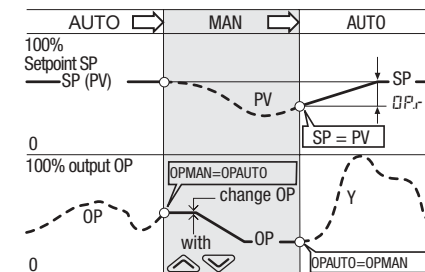 AUTO MAN AUTO
100%
Setpoint SP
SP (PV)
SP
PV
OP.r
SP = PV
0
100% output OP
OPMAN=OPAUTO
change OP
OP
Y
with
OP
0
OPAUTO=OPMAN